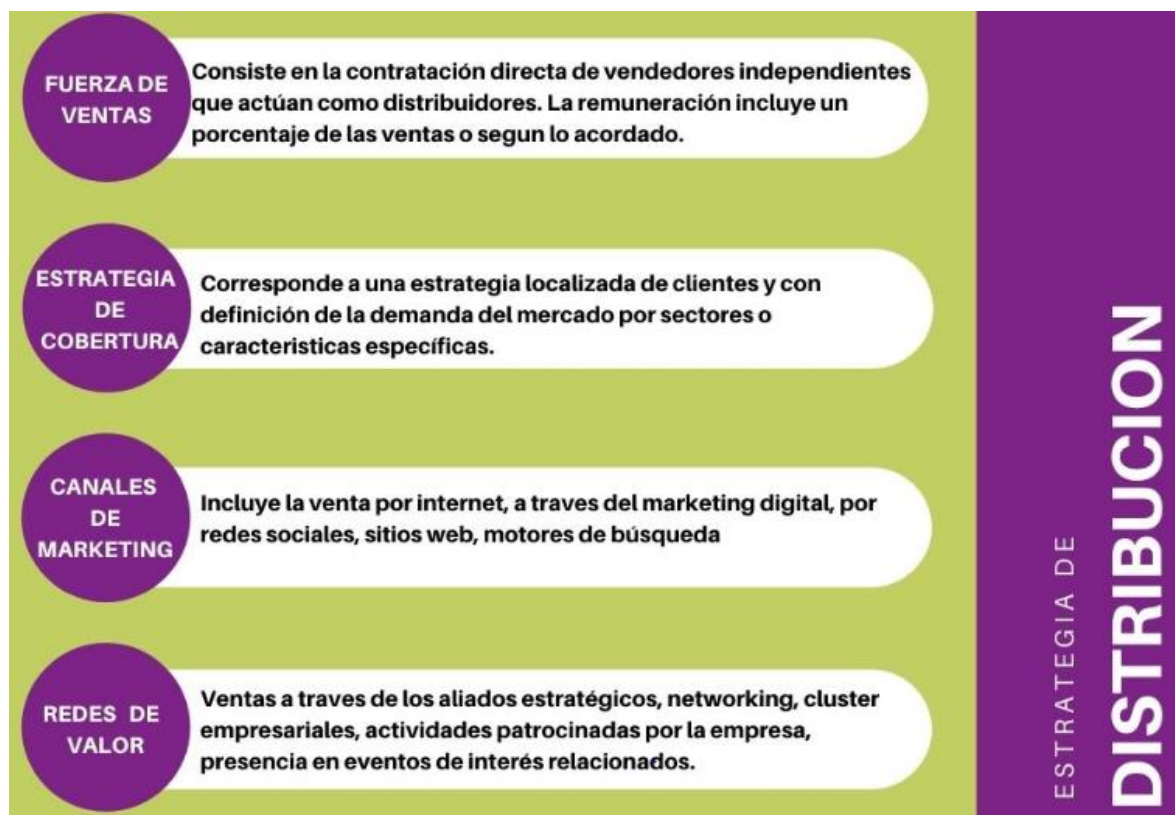 FUERZA DE
VENTAS
Consiste en la contratación directa de vendedores independientes
que actúan como distribuidores. La remuneración incluye un
porcentaje de las ventas o segun lo acordado.
ESTRATEGIA
DE
COBERTURA
Corresponde a una estrategia localizada de clientes y con
definición de la demanda del mercado por sectores o
caracteristicas específicas.
CANALES
DE
MARKETING
Incluye la venta por internet, a traves del marketing digital, por
redes sociales, sitios web, motores de búsqueda
REDES DE
VALOR
Ventas a traves de los aliados estratégicos, networking, cluster
empresariales, actividades patrocinadas por la empresa,
presencia en eventos de interés relacionados.
ESTRATEGIA DE
DISTRIBUCION